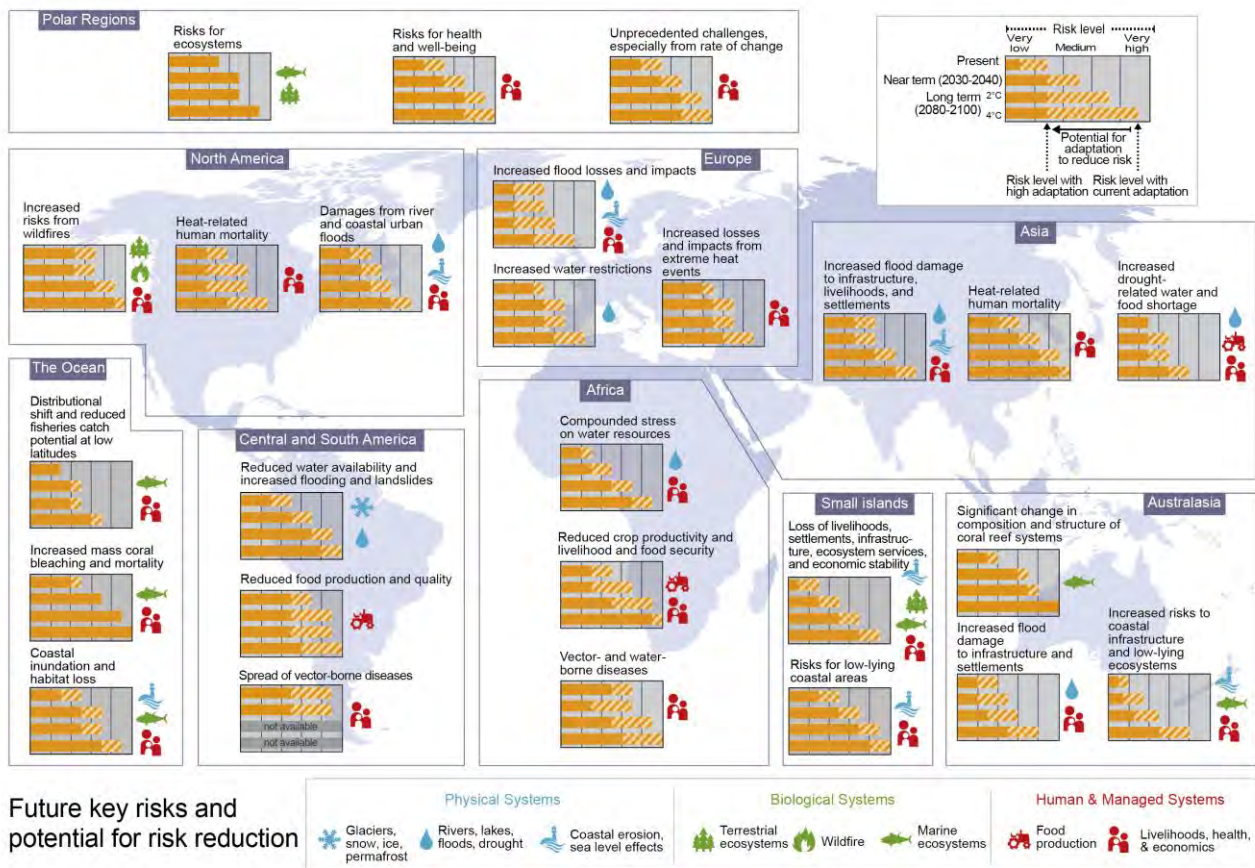 Polar Regions
Risks for
ecosystems
Risks for health
and well-being
Unprecedented challenges,
especially from rate of change
Risk level
Very
low
Medium
Very
high
Present
Near term (2030-2040)
Long term
(2080-2100)
2°C
4°C
Potential for
adaptation
to reduce risk
Risk level with
high adaptation
Risk level with
current adaptation
North America
Increased
risks from
wildfires
Heat-related
human mortality
Damages from river
and coastal urban
floods
Europe
Increased flood losses and impacts
Increased water restrictions
Increased losses
and impacts from
extreme heat
events
Asia
Increased flood damage
to infrastructure,
livelihoods, and
settlements
Heat-related
human mortality
Increased
drought-
related water and
food shortage
The Ocean
Distributional
shift and reduced
fisheries catch
potential at low
latitudes
Increased mass coral
bleaching and mortality
Coastal
inundation and
habitat loss
Central and South America
Reduced water availability and
increased flooding and landslides
Reduced food production and quality
Spread of vector-borne diseases
not available
not available
Africa
Compounded stress
on water resources
Reduced crop productivity and
livelihood and food security
Vector- and water-
borne diseases
Small islands
Loss of livelihoods,
settlements, infrastruc-
ture, ecosystem services,
and economic stability
Risks for low-lying
coastal areas
Australasia
Significant change in
composition and structure of
coral reef systems
Increased flood
damage
to infrastructure and
settlements
Increased risks to
coastal
infrastructure
and low-lying
ecosystems
Future key risks and
potential for risk reduction
Physical Systems
Glaciers,
snow, ice,
permafrost
Rivers, lakes,
floods, drought
Coastal erosion,
sea level effects
Biological Systems
Terrestrial
ecosystems
Wildfire
Marine
ecosystems
Human & Managed Systems
Food
production
Livelihoods, health,
& economics